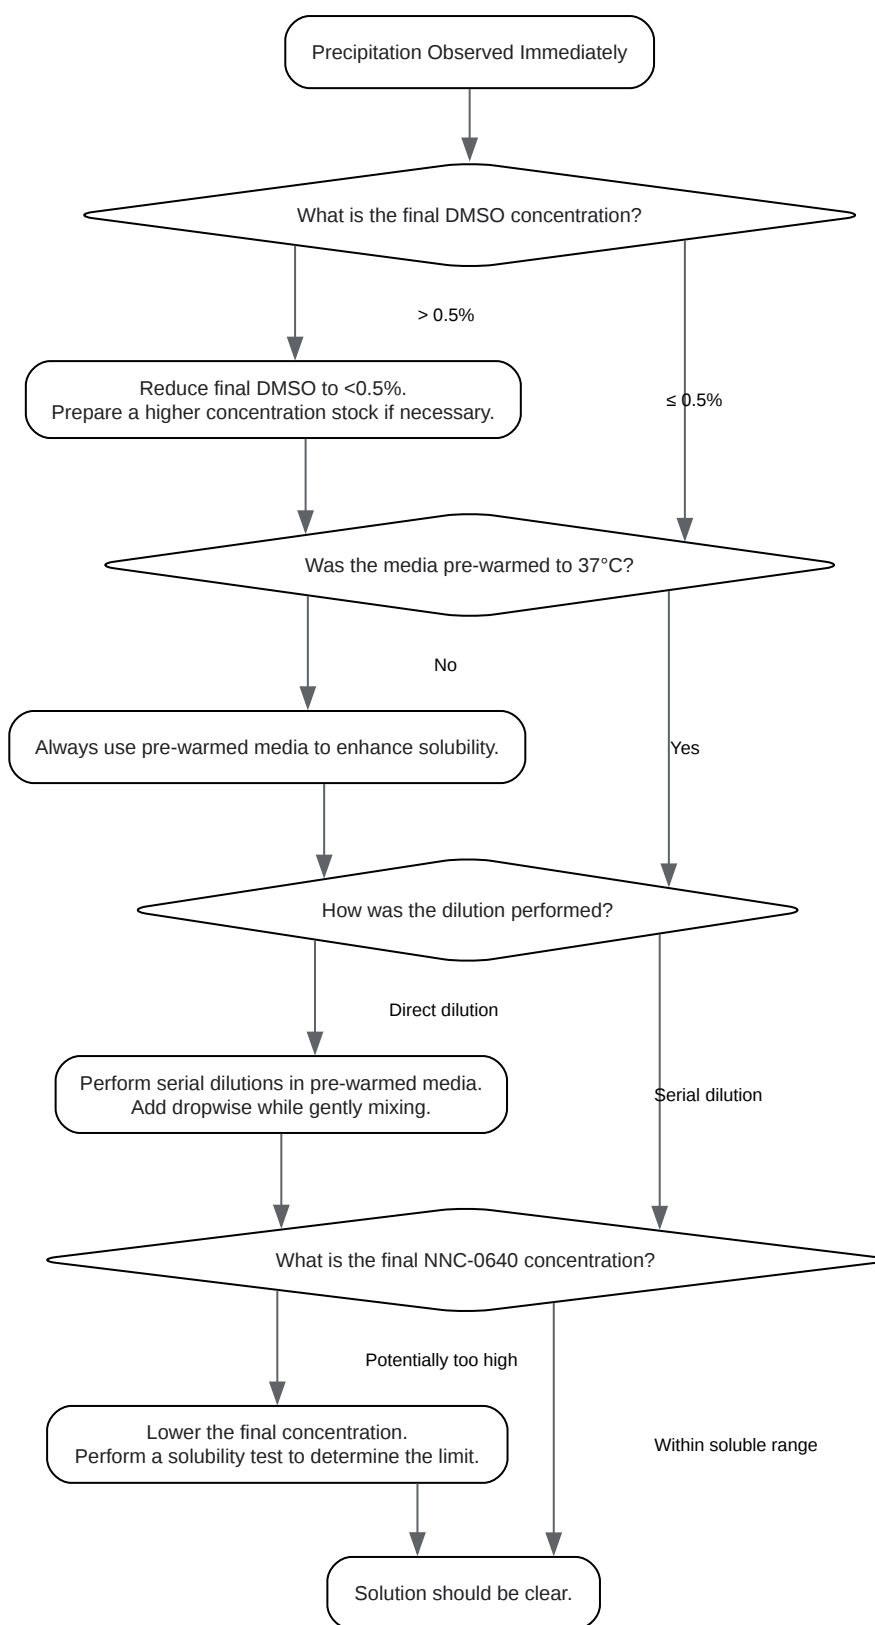 Precipitation Observed Immediately
What is the final DMSO concentration?
> 0.5%
Reduce final DMSO to <0.5%.
Prepare a higher concentration stock if necessary.
≤ 0.5%
Was the media pre-warmed to 37°C?
No
Always use pre-warmed media to enhance solubility.
Yes
How was the dilution performed?
Direct dilution
Perform serial dilutions in pre-warmed media.
Add dropwise while gently mixing.
Serial dilution
What is the final NNC-0640 concentration?
Potentially too high
Lower the final concentration.
Perform a solubility test to determine the limit.
Within soluble range
Solution should be clear.